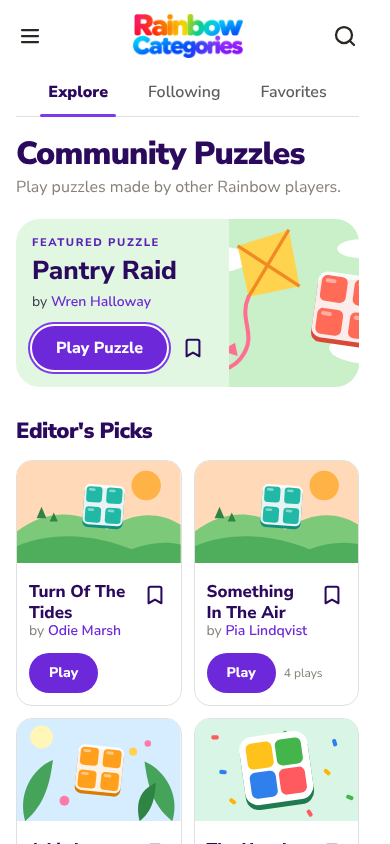 Rainbow
Categories
Explore
Following
Favorites
Community Puzzles
Play puzzles made by other Rainbow players.
FEATURED PUZZLE
Pantry Raid
by Wren Halloway
Play Puzzle
Editor's Picks
Turn Of The
Tides
by Odie Marsh
Play
Something
In The Air
by Pia Lindqvist
Play
4 plays